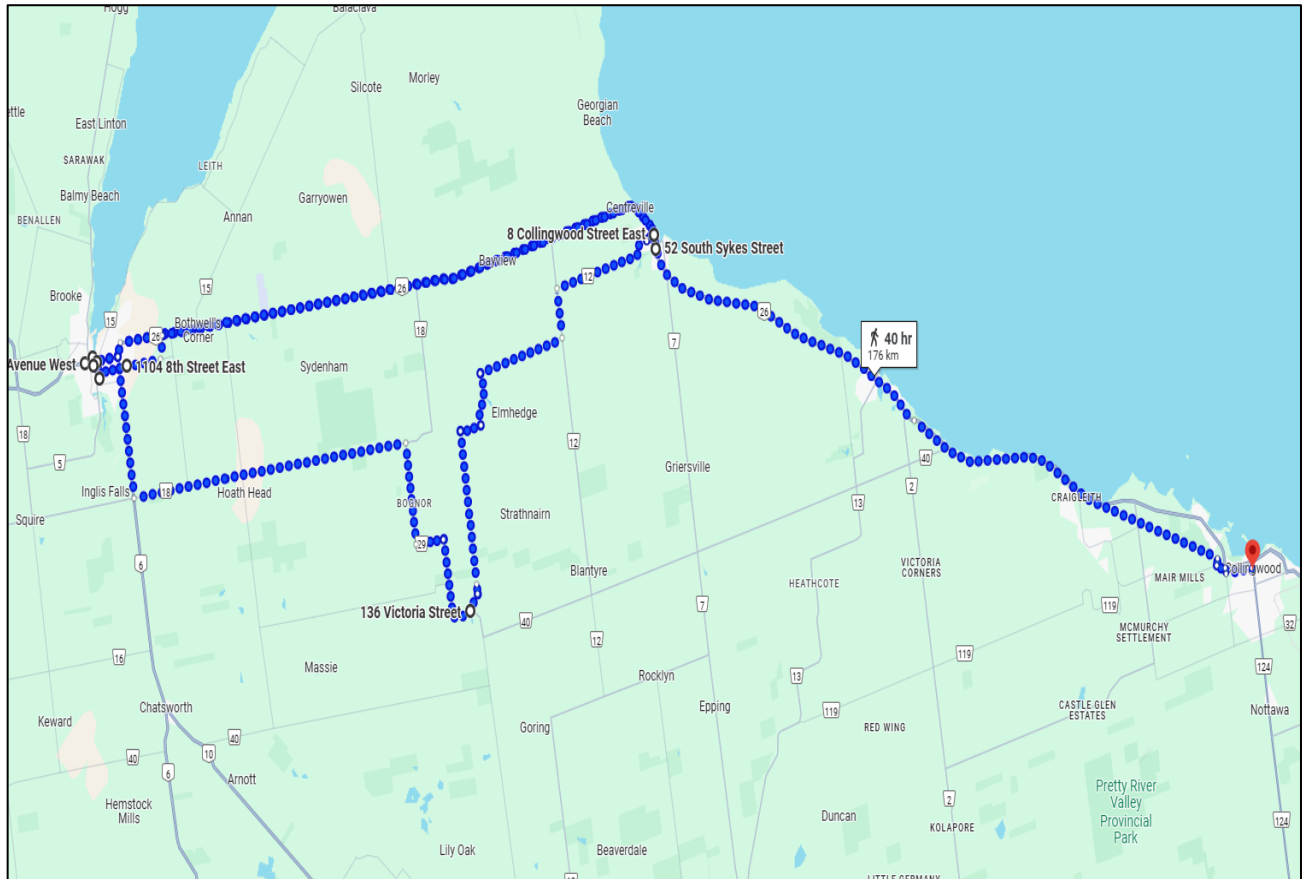 Hogg
Balaclava
Morley
Silcote
Georgian
Beach
ettle
East Linton
SARAWAK
LEITH
Balmy Beach
Garryowen
BENALLEN
Annan
Centreville
8 Collingwood Street East
52 South Sykes Street
Bayview
12
26
15
Brooke
15
26
Bothwell's
Corner
26
18
7
40 hr
176 km
Avenue West
1104 8th Street East
Sydenham
Elmhedge
18
5
12
Griersville
40
2
13
Inglis Falls
18
Hoath Head
BOGNOR
Strathnairn
CRAIGLEITH
Squire
29
6
Blantyre
VICTORIA
CORNERS
HEATHCOTE
MAIR MILLS
Collingwood
136 Victoria Street
40
7
119
12
MCMURCHY
SETTLEMENT
32
16
Massie
119
124
Rocklyn
13
Keward
Chatsworth
Epping
119
CASTLE GLEN
ESTATES
Nottawa
40
10
40
Goring
RED WING
6
Arnott
Hemstock
Mills
2
Duncan
KOLAPORE
Pretty River
Valley
Provincial
Park
124
Lily Oak
Beaverdale
LITTLE GERMANY